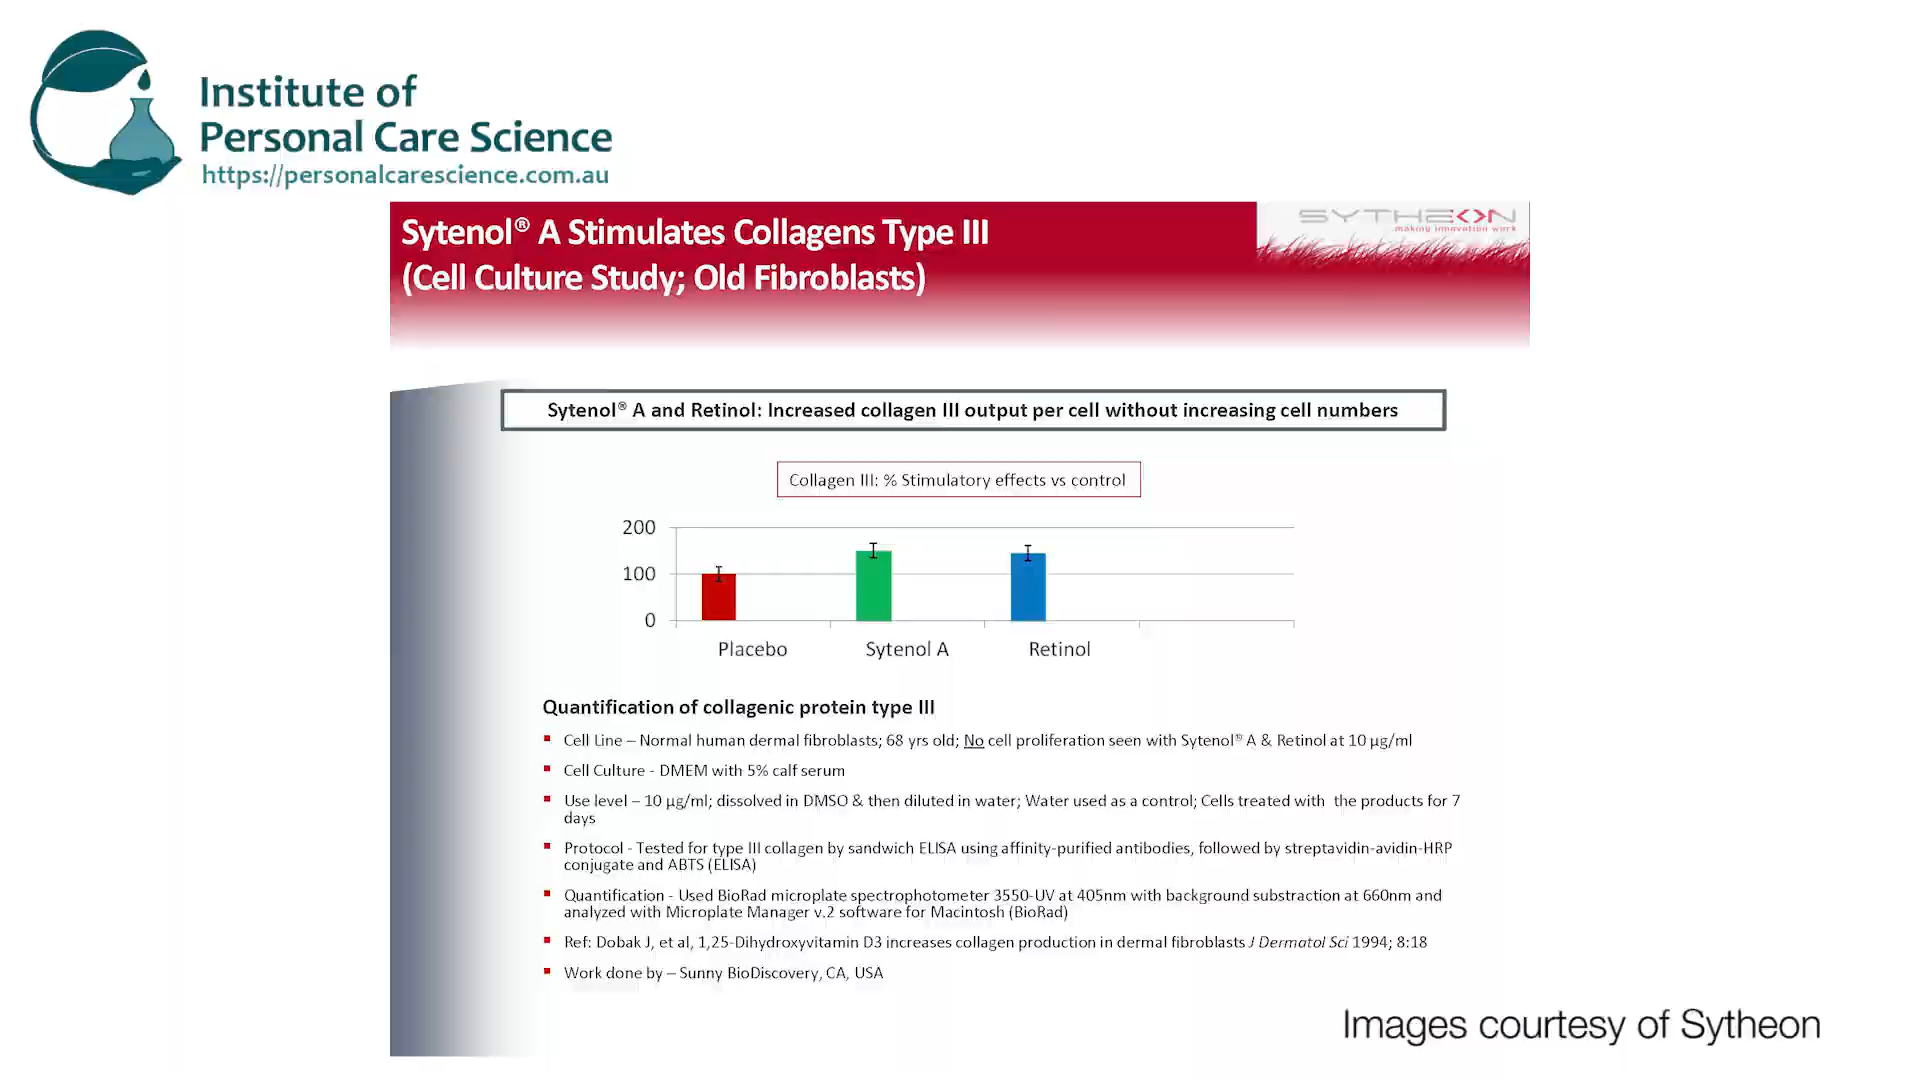 Institute of
Personal Care Science
https://personalcarescience.com.au
Sytenol® A Stimulates Collagens Type III
(Cell Culture Study; Old Fibroblasts)
SYTHEON
making innovation work
Sytenol® A and Retinol: Increased collagen III output per cell without increasing cell numbers
Collagen III: % Stimulatory effects vs control
200
100
0
Placebo Sytenol A Retinol
Quantification of collagenic protein type III
Cell Line – Normal human dermal fibroblasts; 68 yrs old; No cell proliferation seen with Sytenol® A & Retinol at 10 µg/ml
Cell Culture - DMEM with 5% calf serum
Use level – 10 µg/ml; dissolved in DMSO & then diluted in water; Water used as a control; Cells treated with the products for 7
days
Protocol - Tested for type III collagen by sandwich ELISA using affinity-purified antibodies, followed by streptavidin-avidin-HRP
conjugate and ABTS (ELISA)
Quantification - Used BioRad microplate spectrophotometer 3550-UV at 405nm with background substraction at 660nm and
analyzed with Microplate Manager v.2 software for Macintosh (BioRad)
Ref: Dobak J, et al, 1,25-Dihydroxyvitamin D3 increases collagen production in dermal fibroblasts J Dermatol Sci 1994; 8:18
Work done by – Sunny BioDiscovery, CA, USA
Images courtesy of Sytheon